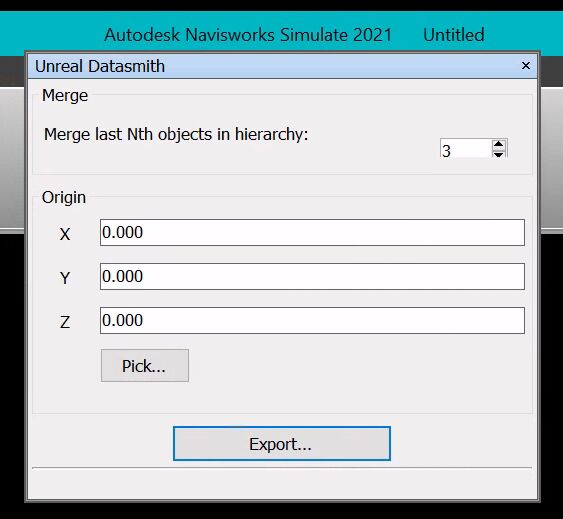 Autodesk Navisworks Simulate 2021 Untitled
Unreal Datasmith
Merge
Merge last Nth objects in hierarchy:
3
Origin
X 0.000
Y 0.000
Z 0.000
Pick...
Export...